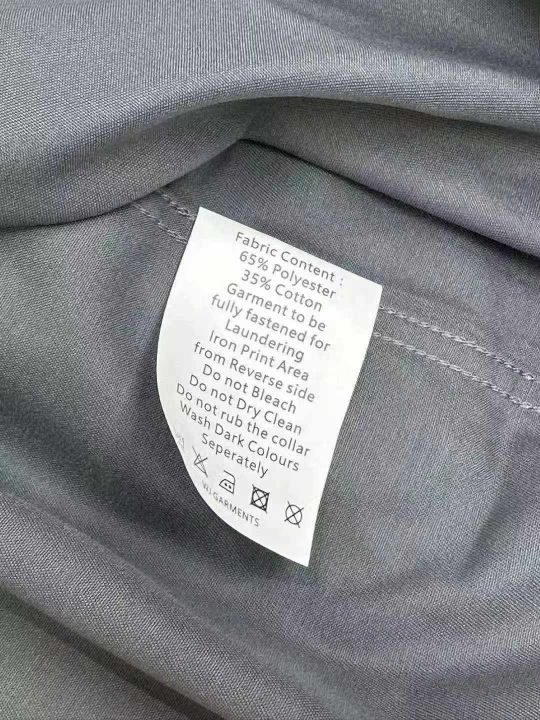 Fabric Content :
65% Polyester
35% Cotton
Garment to be
fully fastened for
Laundering
Iron Print Area
from Reverse side
Do not Bleach
Do not Dry Clean
Do not rub the collar
Wash Dark Colours
Seperately
GARMENTS